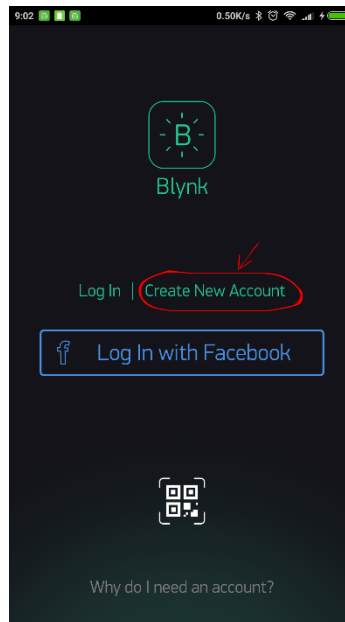 9:02 0.50K/s
B
Blynk
Log In | Create New Account
f Log In with Facebook
Why do I need an account?